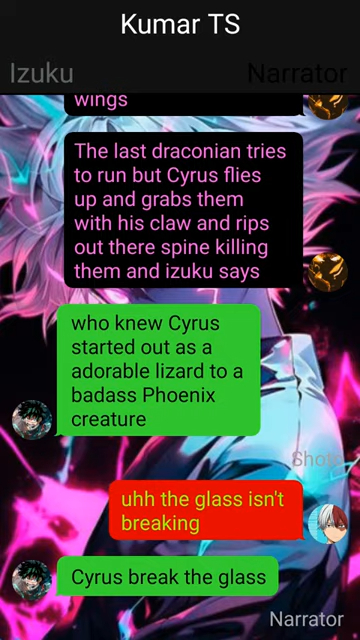 Kumar TS
Izuku
Narrator
wings
The last draconian tries
to run but Cyrus flies
up and grabs them
with his claw and rips
out there spine killing
them and izuku says
who knew Cyrus
started out as a
adorable lizard to a
badass Phoenix
creature
Shoto
uhh the glass isn't
breaking
Cyrus break the glass
Narrator